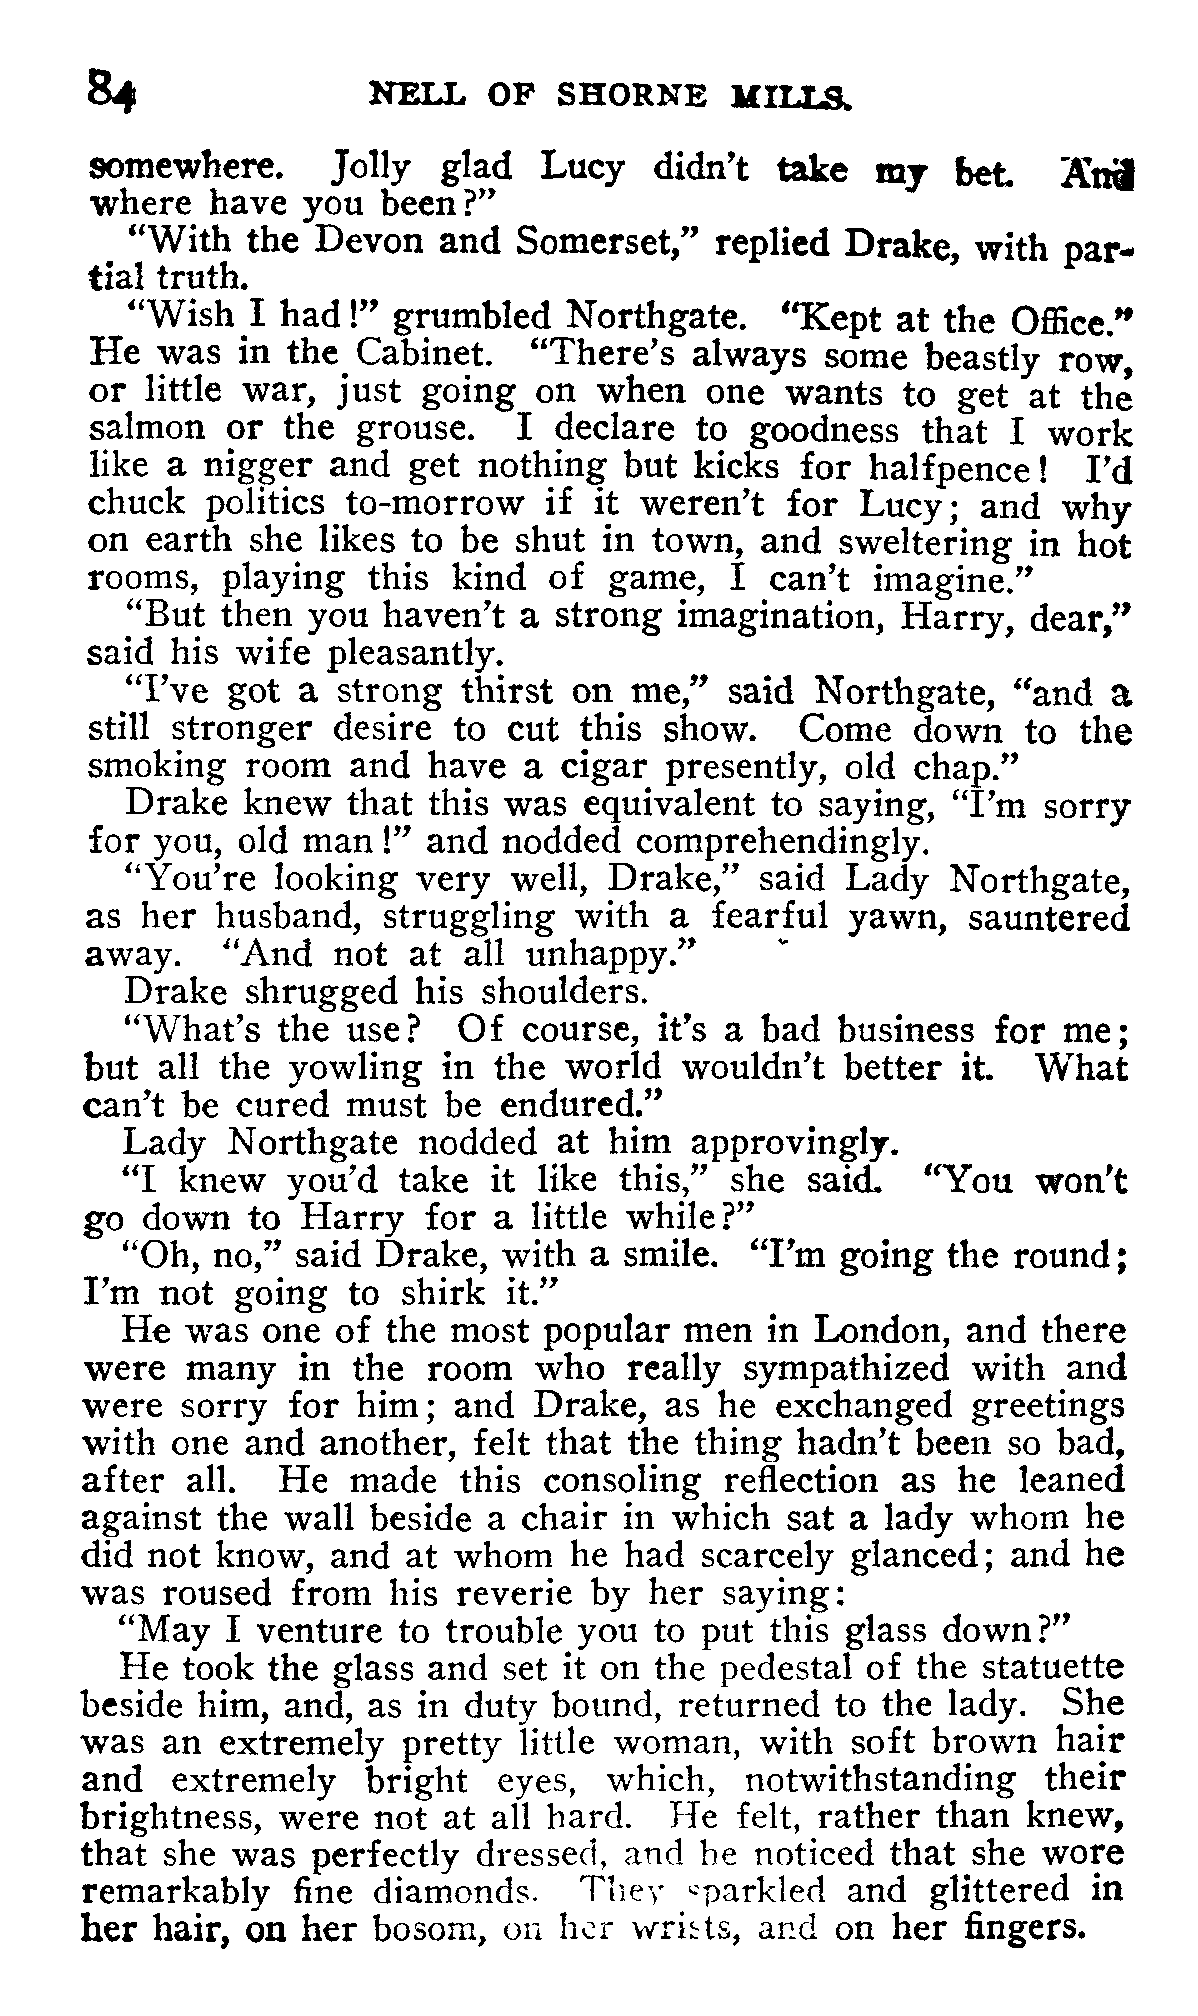 84 NELL OF SHORNE MILLS.
somewhere. Jolly glad Lucy didn't take my bet. And
where have you been?"
"With the Devon and Somerset," replied Drake, with par-
tial truth.
"Wish I had!" grumbled Northgate. "Kept at the Office."
He was in the Cabinet. "There's always some beastly row,
or little war, just going on when one wants to get at the
salmon or the grouse. I declare to goodness that I work
like a nigger and get nothing but kicks for halfpence! I'd
chuck politics to-morrow if it weren't for Lucy; and why
on earth she likes to be shut in town, and sweltering in hot
rooms, playing this kind of game, I can't imagine."
"But then you haven't a strong imagination, Harry, dear,"
said his wife pleasantly.
"I've got a strong thirst on me," said Northgate, "and a
still stronger desire to cut this show. Come down to the
smoking room and have a cigar presently, old chap."
Drake knew that this was equivalent to saying, "I'm sorry
for you, old man!" and nodded comprehendingly.
"You're looking very well, Drake," said Lady Northgate,
as her husband, struggling with a fearful yawn, sauntered
away. "And not at all unhappy."
Drake shrugged his shoulders.
"What's the use? Of course, it's a bad business for me;
but all the yowling in the world wouldn't better it. What
can't be cured must be endured."
Lady Northgate nodded at him approvingly.
"I knew you'd take it like this," she said. "You won't
go down to Harry for a little while?"
"Oh, no," said Drake, with a smile. "I'm going the round;
I'm not going to shirk it."
He was one of the most popular men in London, and there
were many in the room who really sympathized with and
were sorry for him; and Drake, as he exchanged greetings
with one and another, felt that the thing hadn't been so bad,
after all. He made this consoling reflection as he leaned
against the wall beside a chair in which sat a lady whom he
did not know, and at whom he had scarcely glanced; and he
was roused from his reverie by her saying:
"May I venture to trouble you to put this glass down?"
He took the glass and set it on the pedestal of the statuette
beside him, and, as in duty bound, returned to the lady. She
was an extremely pretty little woman, with soft brown hair
and extremely bright eyes, which, notwithstanding their
brightness, were not at all hard. He felt, rather than knew,
that she was perfectly dressed, and he noticed that she wore
remarkably fine diamonds. They sparkled and glittered in
her hair, on her bosom, on her wrists, and on her fingers.